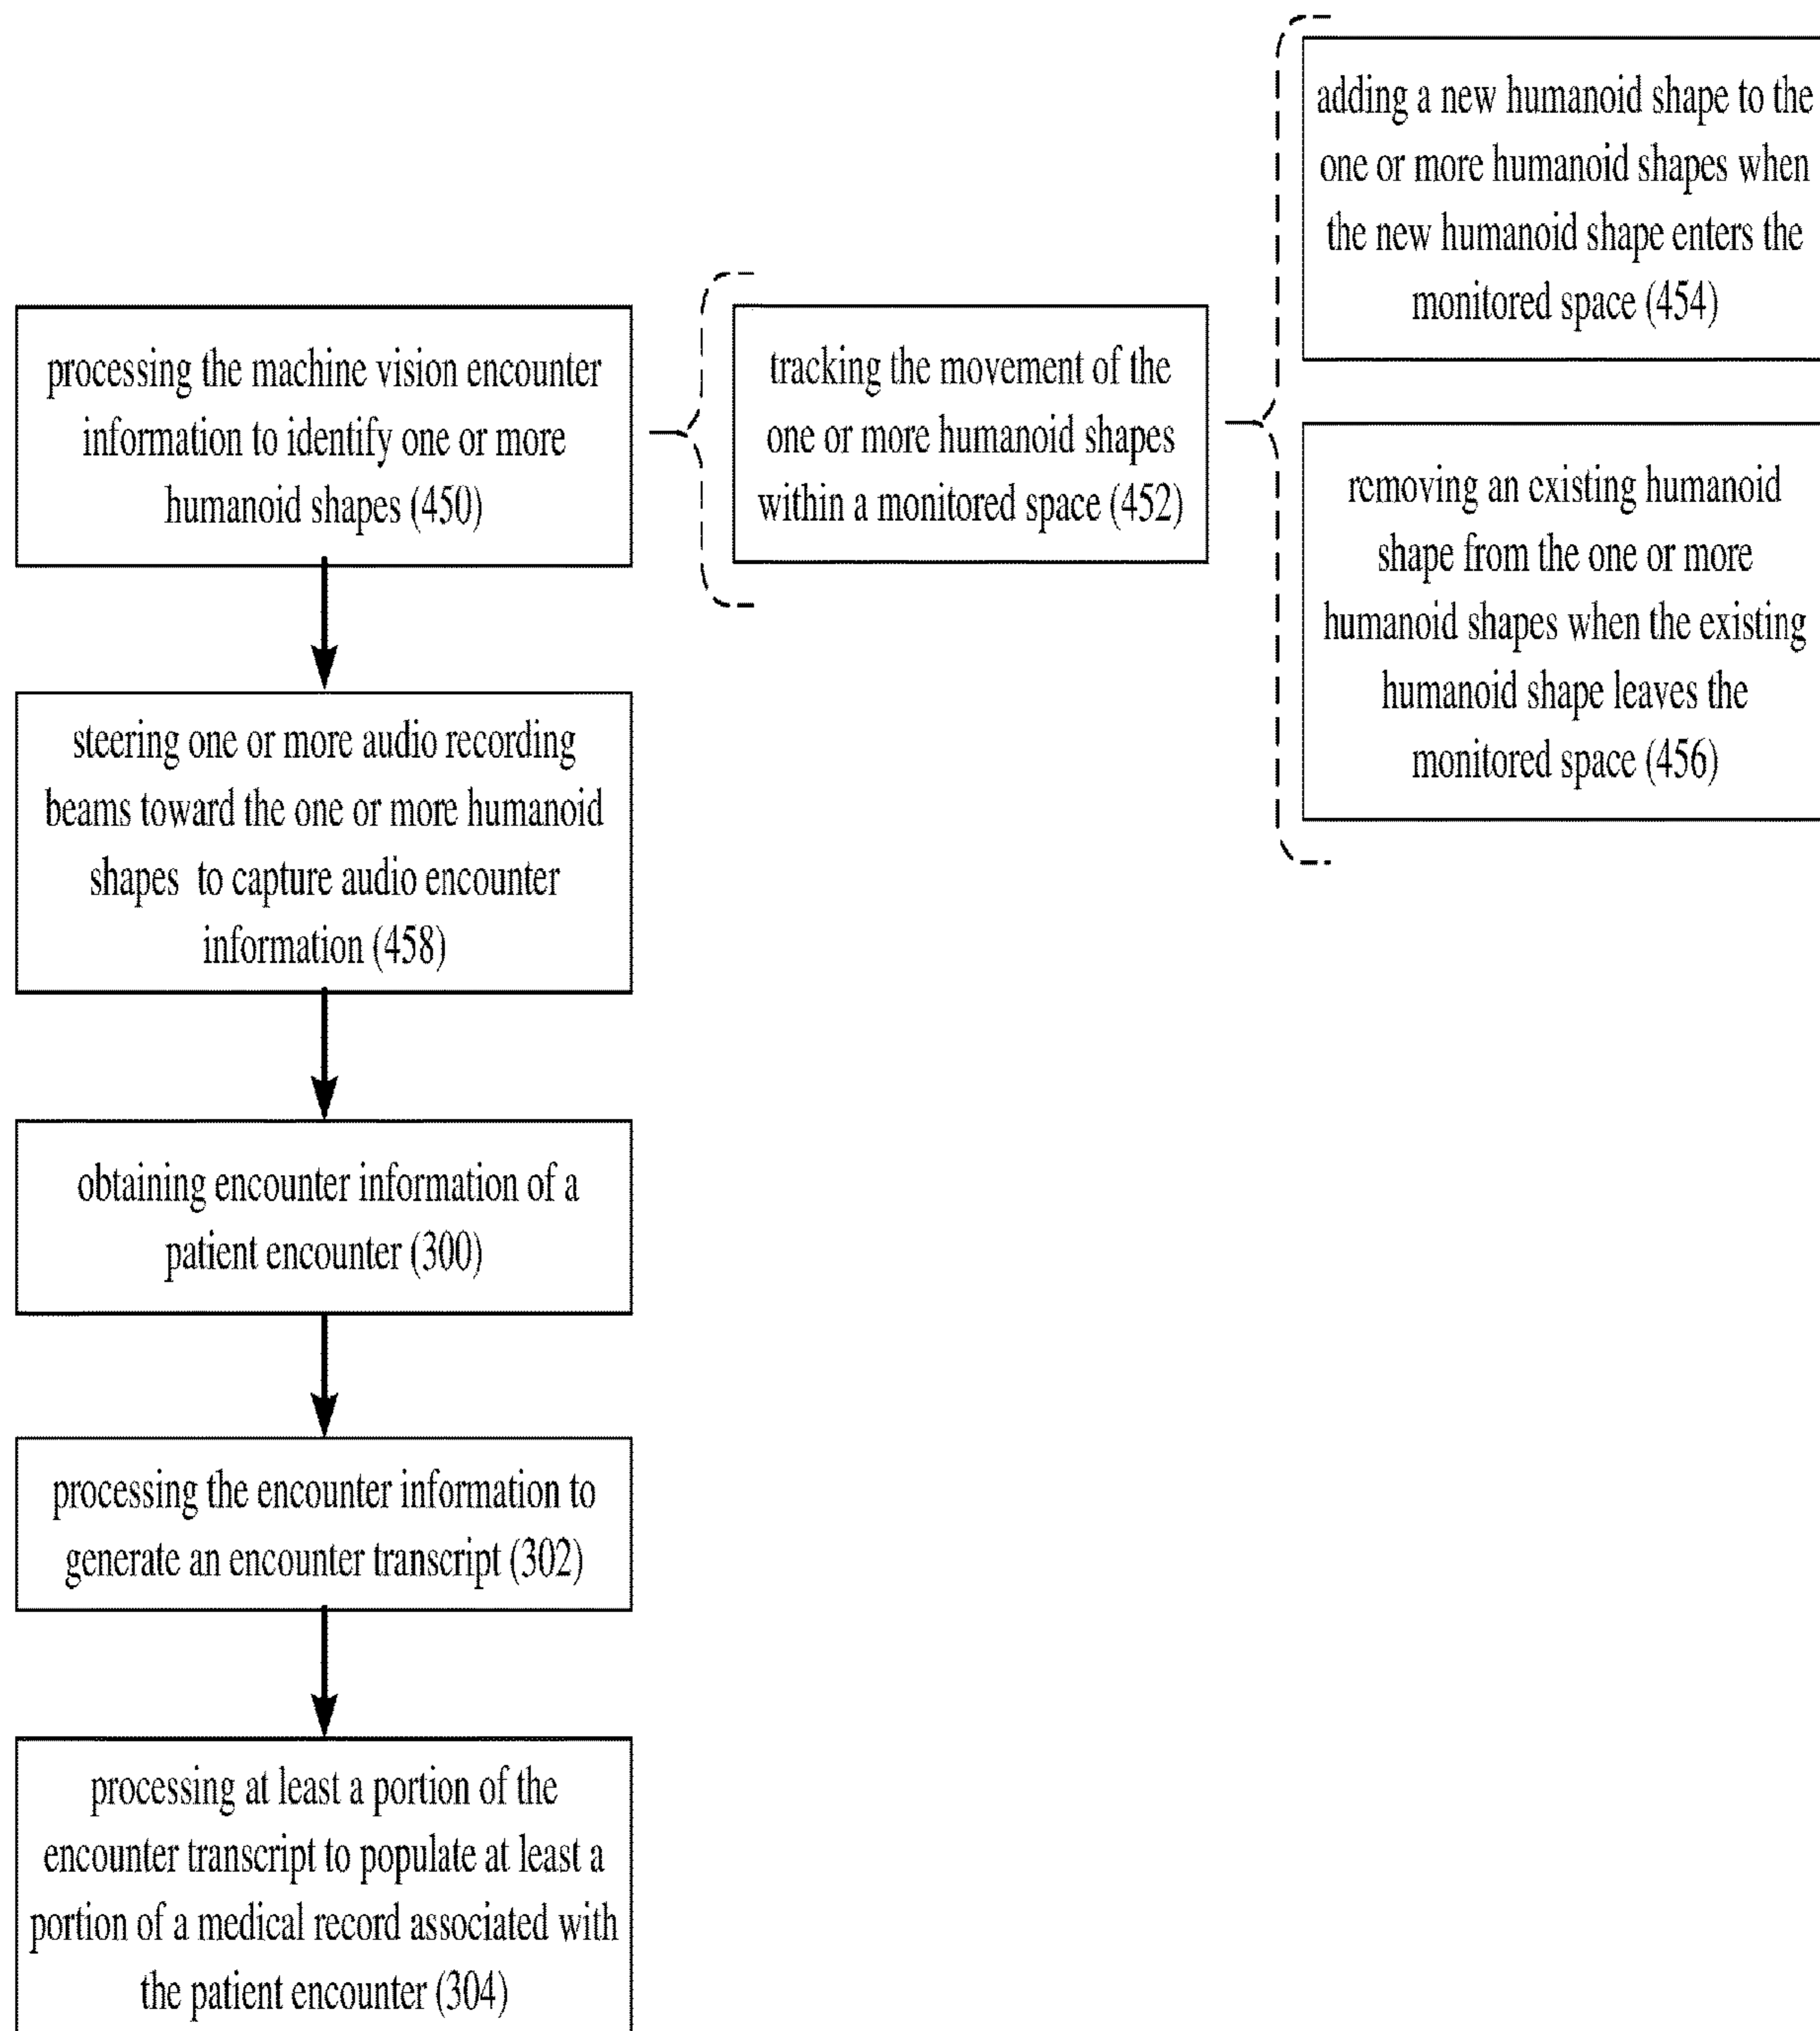 processing the machine vision encounter
information to identify one or more
humanoid shapes (450)
tracking the movement of the
one or more humanoid shapes
within a monitored space (452)
adding a new humanoid shape to the
one or more humanoid shapes when
the new humanoid shape enters the
monitored space (454)
removing an existing humanoid
shape from the one or more
humanoid shapes when the existing
humanoid shape leaves the
monitored space (456)
steering one or more audio recording
beams toward the one or more humanoid
shapes to capture audio encounter
information (458)
obtaining encounter information of a
patient encounter (300)
processing the encounter information to
generate an encounter transcript (302)
processing at least a portion of the
encounter transcript to populate at least a
portion of a medical record associated with
the patient encounter (304)